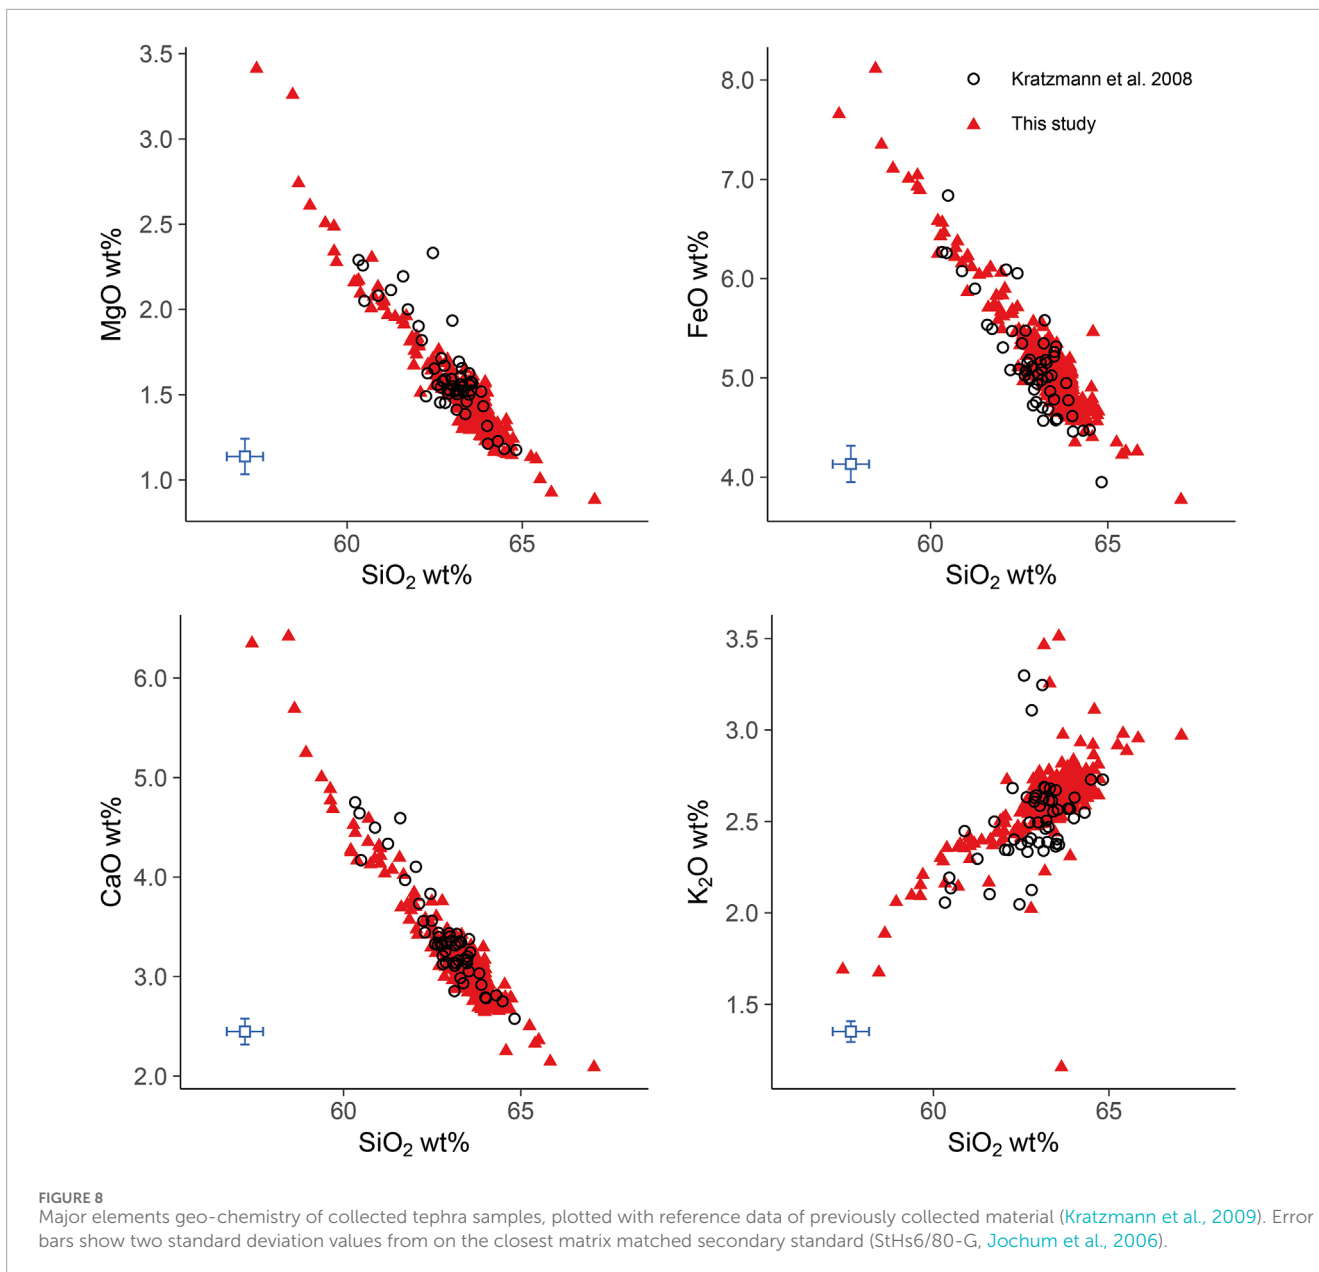 3.5
3.0
2.5
2.0
1.5
1.0
MgO wt%
60 65
SiO2 wt%
8.0
7.0
6.0
5.0
4.0
FeO wt%
60 65
SiO2 wt%
Kratzmann et al. 2008
This study
6.0
5.0
4.0
3.0
2.0
CaO wt%
60 65
SiO2 wt%
3.5
3.0
2.5
2.0
1.5
K2O wt%
60 65
SiO2 wt%
FIGURE 8
Major elements geo-chemistry of collected tephra samples, plotted with reference data of previously collected material (Kratzmann et al., 2009). Error
bars show two standard deviation values from on the closest matrix matched secondary standard (StHs6/80-G, Jochum et al., 2006).